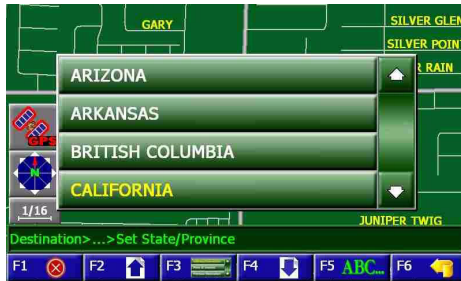 GARY
SILVER GLEN
SILVER POIN
RAIN
ARIZONA
ARKANSAS
BRITISH COLUMBIA
CALIFORNIA
GPS
N
1/16
JUNIPER TWIG
Destination>...>Set State/Province
F1 F2 F3 F4 F5 ABC... F6